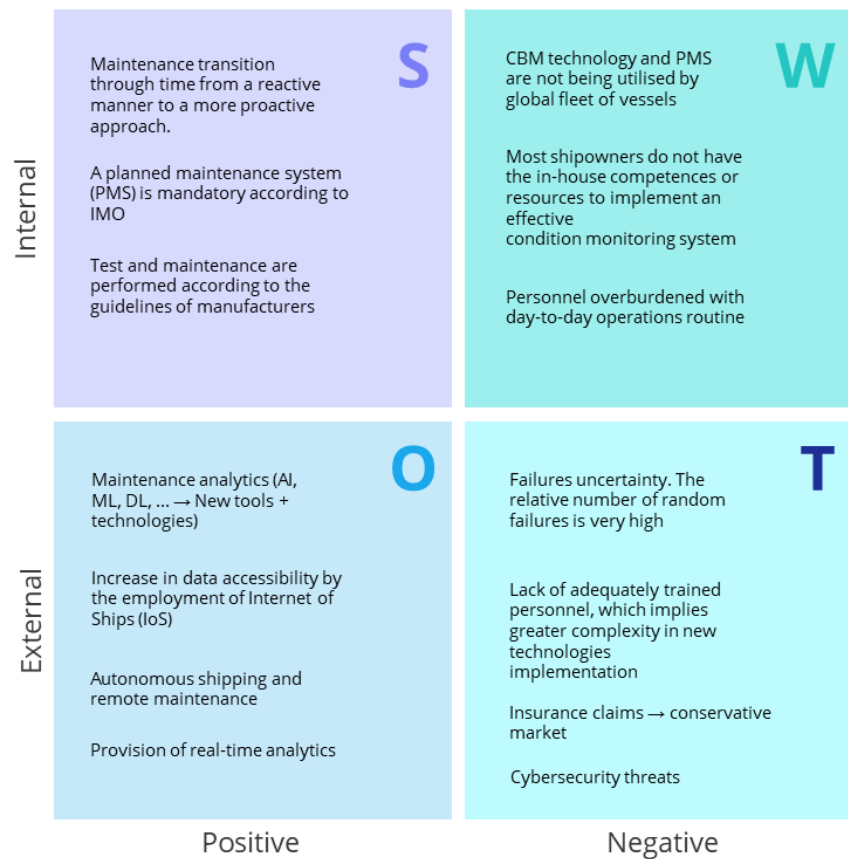 Internal
S
Maintenance transition
through time from a reactive
manner to a more proactive
approach.
A planned maintenance system
(PMS) is mandatory according to
IMO
Test and maintenance are
performed according to the
guidelines of manufacturers
W
CBM technology and PMS
are not being utilised by
global fleet of vessels
Most shipowners do not have
the in-house competences or
resources to implement an
effective
condition monitoring system
Personnel overburdened with
day-to-day operations routine
External
O
Maintenance analytics (AI,
ML, DL, ... → New tools +
technologies)
Increase in data accessibility by
the employment of Internet of
Ships (IoS)
Autonomous shipping and
remote maintenance
Provision of real-time analytics
T
Failures uncertainty. The
relative number of random
failures is very high
Lack of adequately trained
personnel, which implies
greater complexity in new
technologies
implementation
Insurance claims → conservative
market
Cybersecurity threats
Positive
Negative